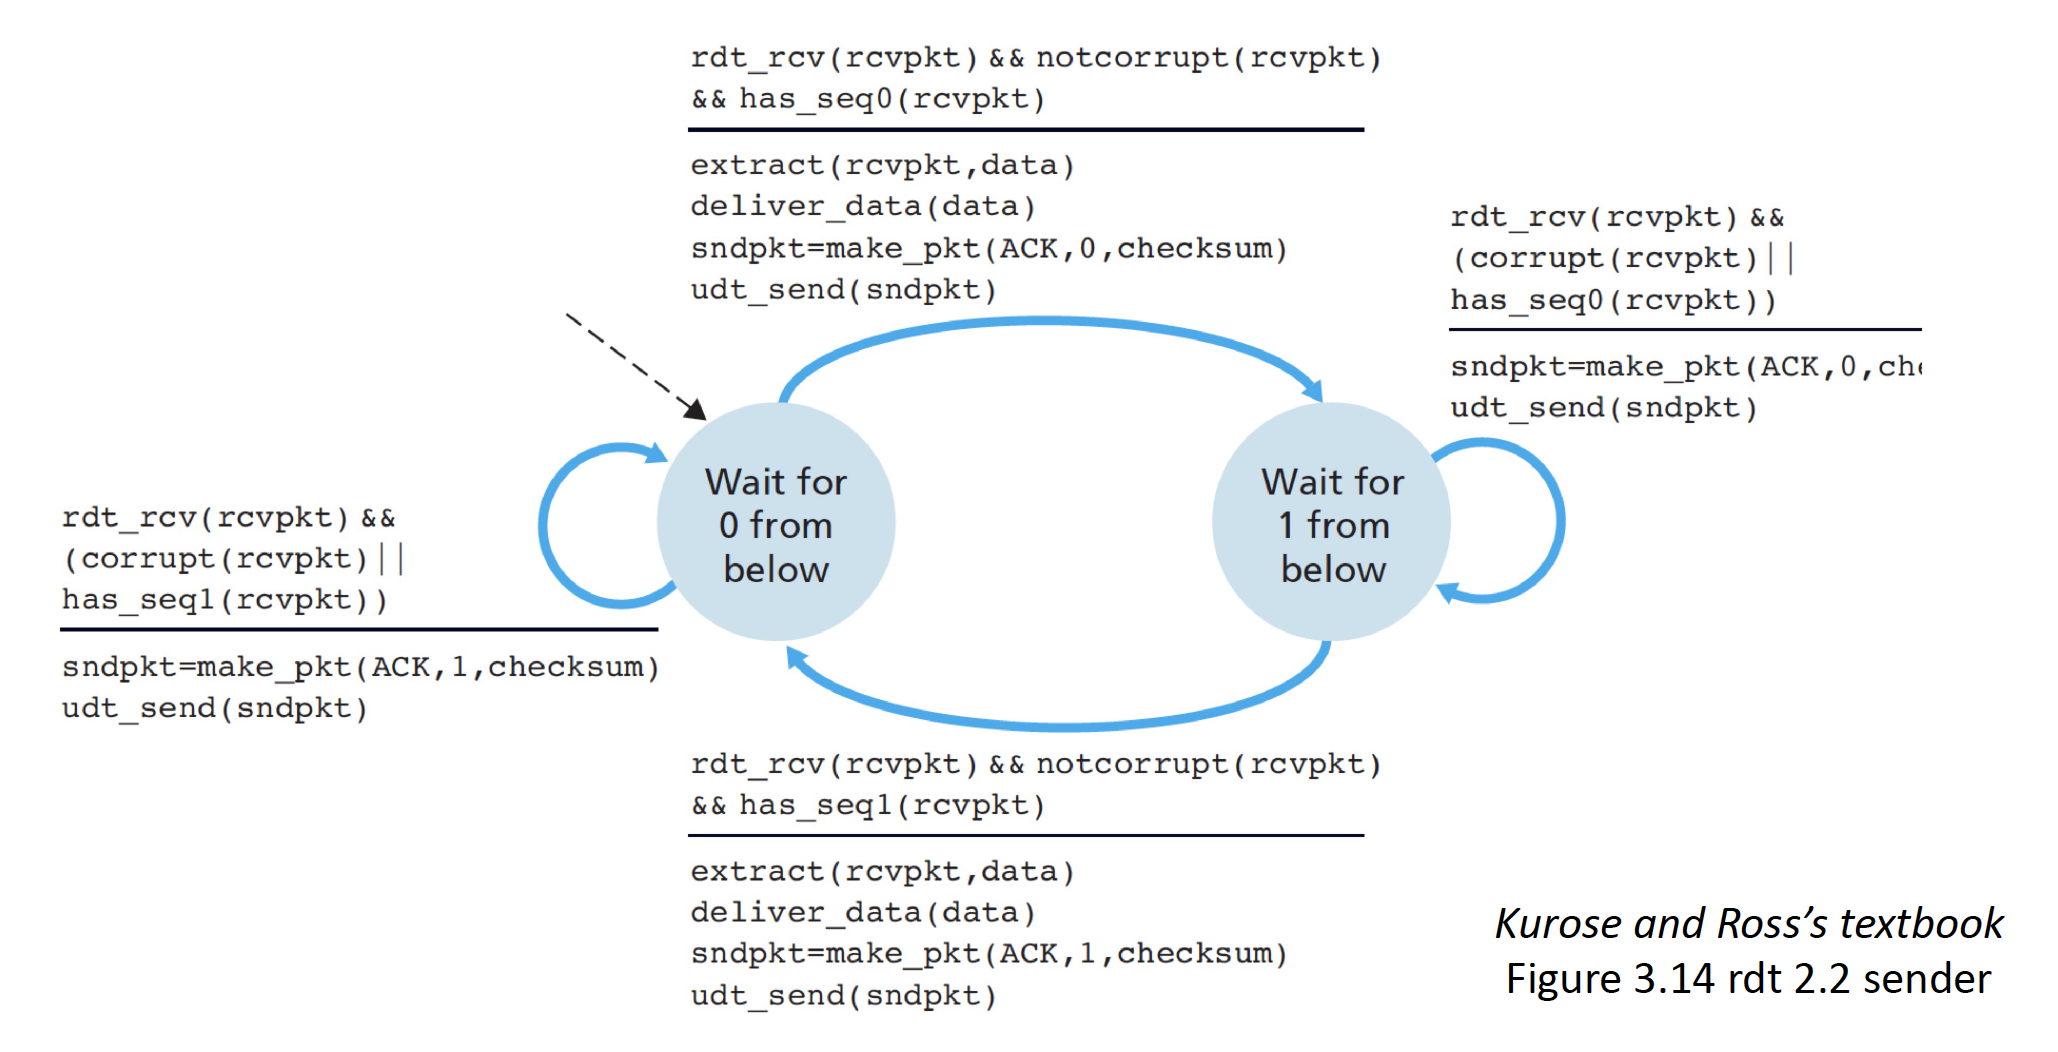 rdt_rcv(rcvpkt) && notcorrupt(rcvpkt)
&& has_seq0(rcvpkt)
extract(rcvpkt,data)
deliver_data(data)
sndpkt=make_pkt(ACK,0,checksum)
udt_send(sndpkt)
rdt_rcv(rcvpkt) &&
(corrupt(rcvpkt)||
has_seq0(rcvpkt))
sndpkt=make_pkt(ACK,0,che
udt_send(sndpkt)
Wait for
0 from
below
Wait for
1 from
below
rdt_rcv(rcvpkt) &&
(corrupt(rcvpkt)||
has_seq1(rcvpkt))
sndpkt=make_pkt(ACK,1,checksum)
udt_send(sndpkt)
rdt_rcv(rcvpkt) && notcorrupt(rcvpkt)
&& has_seq1(rcvpkt)
extract(rcvpkt,data)
deliver_data(data)
sndpkt=make_pkt(ACK,1,checksum)
udt_send(sndpkt)
Kurose and Ross’s textbook
Figure 3.14 rdt 2.2 sender